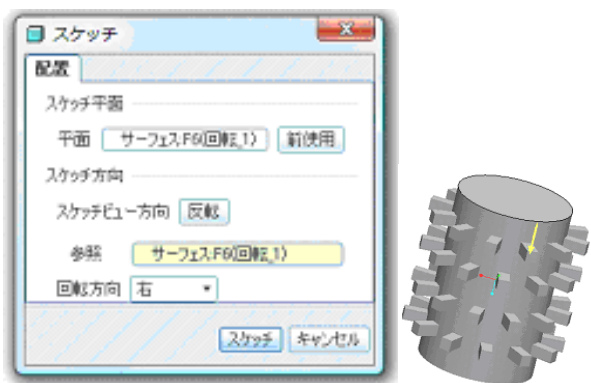 スケッチ
配置
スケッチ平面
平面 サーフェス:F6(回転_1) 前使用
スケッチ方向
スケッチビュー方向 反転
参照 サーフェス:F6(回転_1)
回転方向 右
スケッチ キャンセル